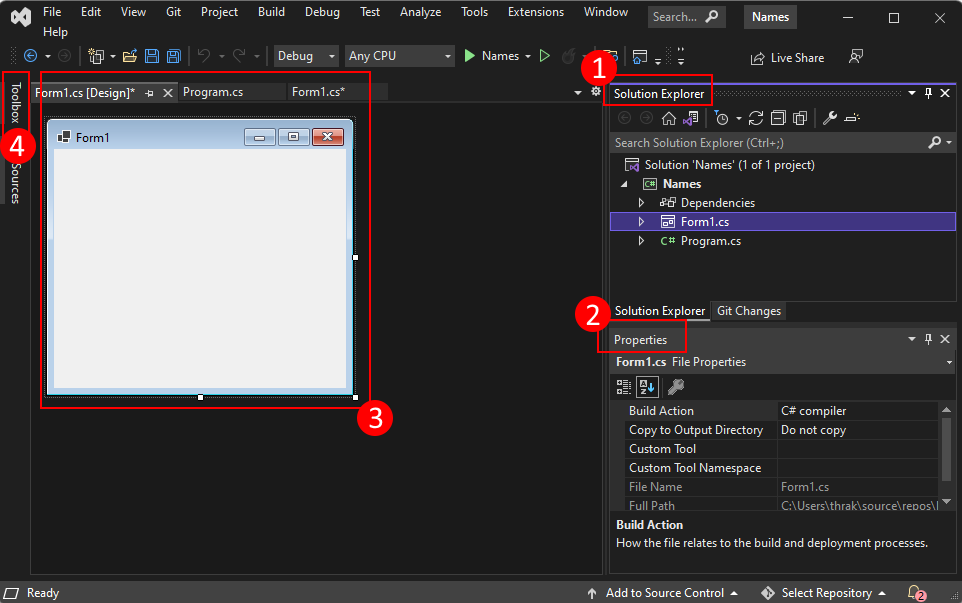 File Edit View Git Project Build Debug Test Analyze Tools Extensions Window Search... Names
Help
Debug Any CPU Names Live Share
1
Toolbox
Form1.cs [Design]* Program.cs Form1.cs*
Solution Explorer
4
Sources
Form1
Search Solution Explorer (Ctrl+;)
Solution 'Names' (1 of 1 project)
C# Names
Dependencies
Form1.cs
C# Program.cs
2
Solution Explorer Git Changes
Properties
Form1.cs File Properties
3
Build Action C# compiler
Copy to Output Directory Do not copy
Custom Tool
Custom Tool Namespace
File Name Form1.cs
Full Path C:\Users\thrak\source\repos\
Build Action
How the file relates to the build and deployment processes.
Ready Add to Source Control Select Repository 2